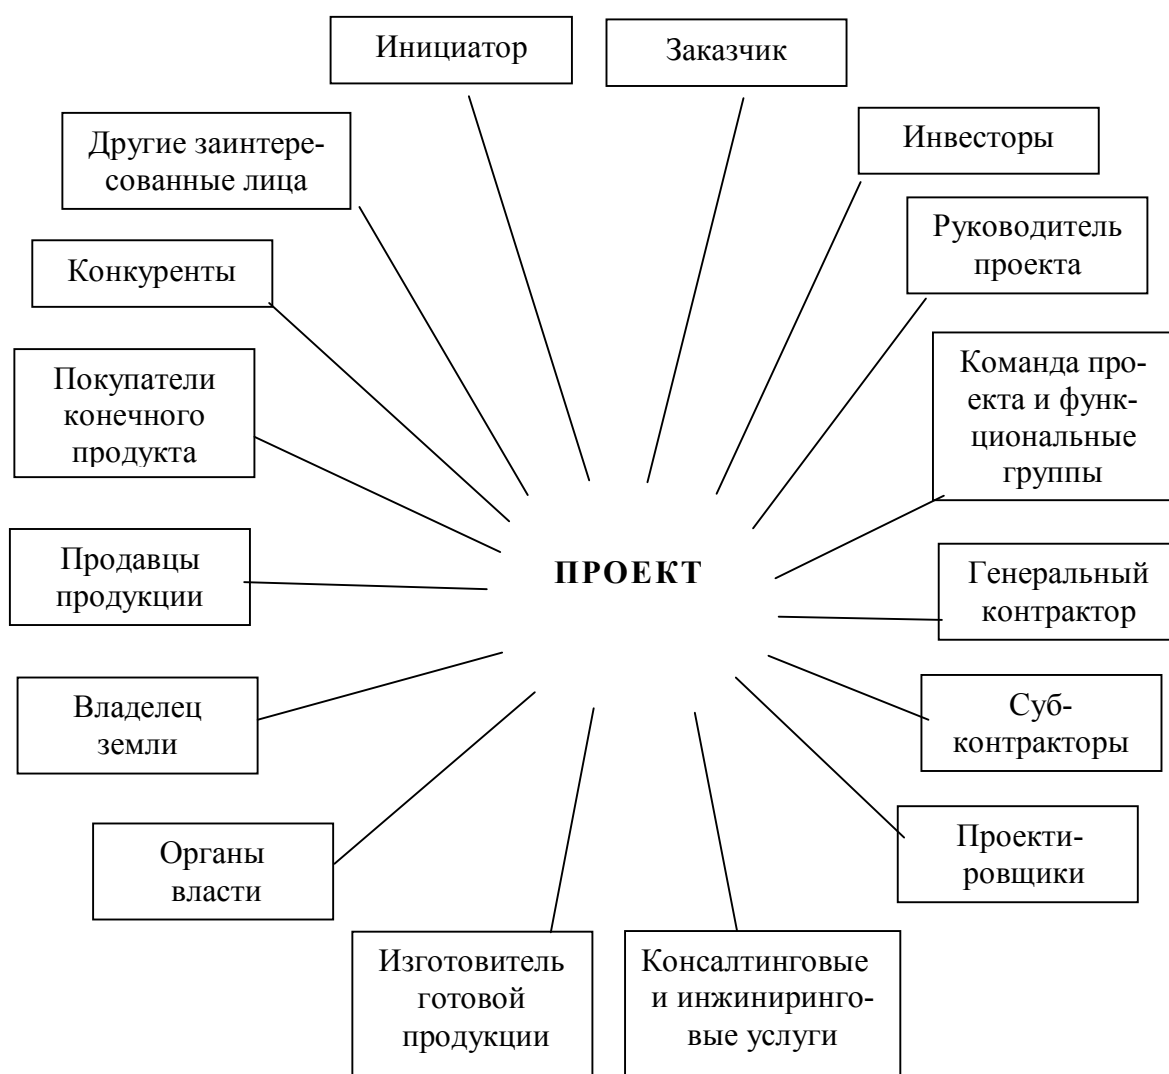 Инициатор
Заказчик
Инвесторы
Руководитель
проекта
Команда про-
екта и функ-
циональные
группы
Генеральный
контрактор
Суб-
контракторы
Проекти-
ровщики
Консалтинговые
и инжиниринго-
вые услуги
Изготовитель
готовой
продукции
Органы
власти
Владелец
земли
Продавцы
продукции
Покупатели
конечного
продукта
Конкуренты
Другие заинтере-
сованные лица
ПРОЕКТ